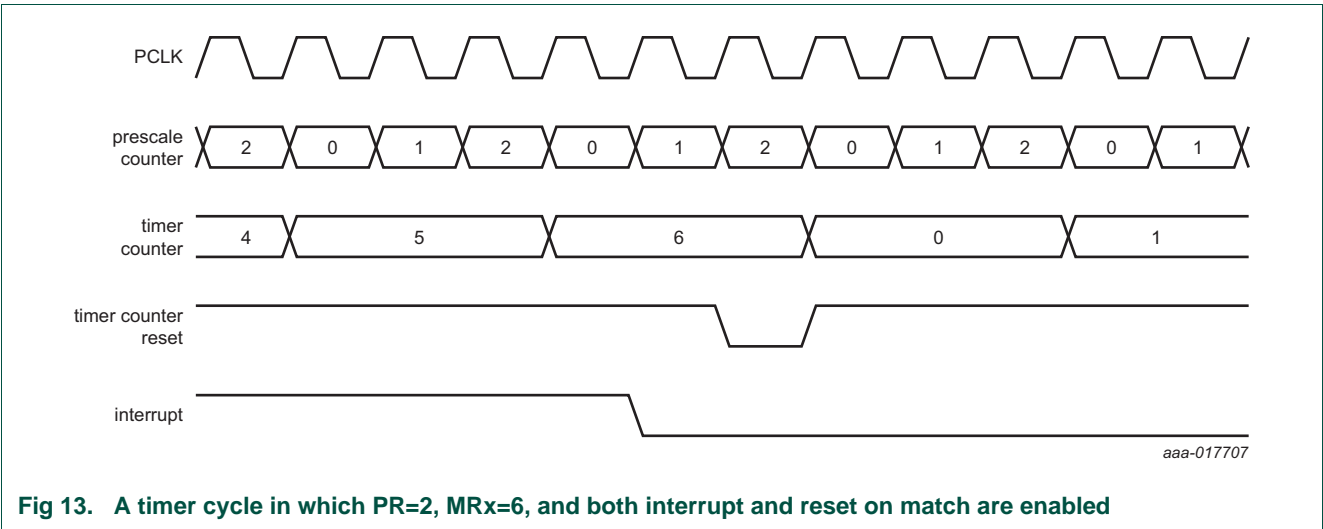 PCLK
prescale
counter
2 0 1 2 0 1 2 0 1 2 0 1
timer
counter
4 5 6 0 1
timer counter
reset
interrupt
aaa-017707
Fig 13. A timer cycle in which PR=2, MRx=6, and both interrupt and reset on match are enabled